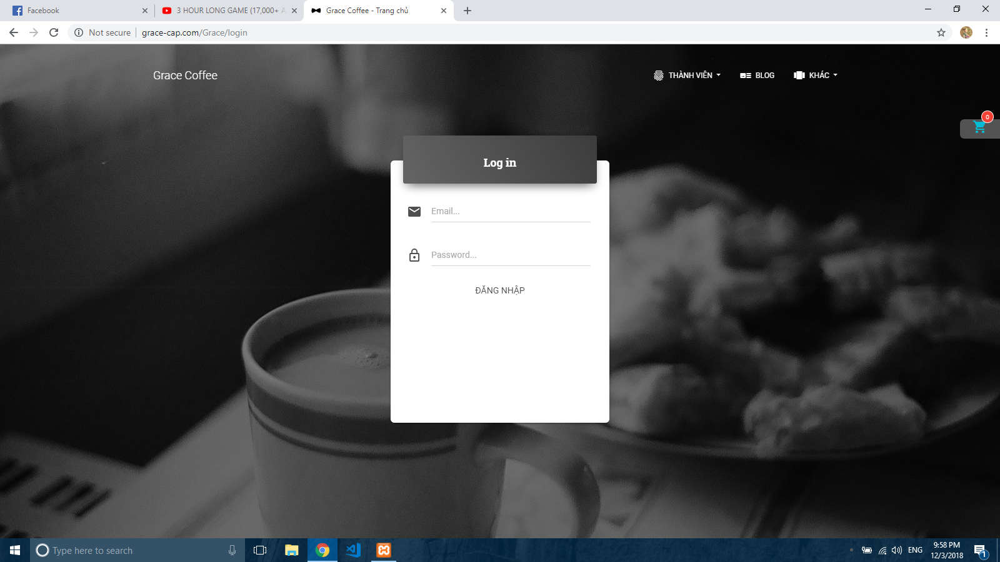 Facebook
3 HOUR LONG GAME (17,000+ A
Grace Coffee - Trang chủ
Not secure
grace-cap.com/Grace/login
Grace Coffee
THÀNH VIÊN
BLOG
KHÁC
0
Log in
Email...
Password...
ĐĂNG NHẬP
Type here to search
ENG
9:58 PM
12/3/2018
1